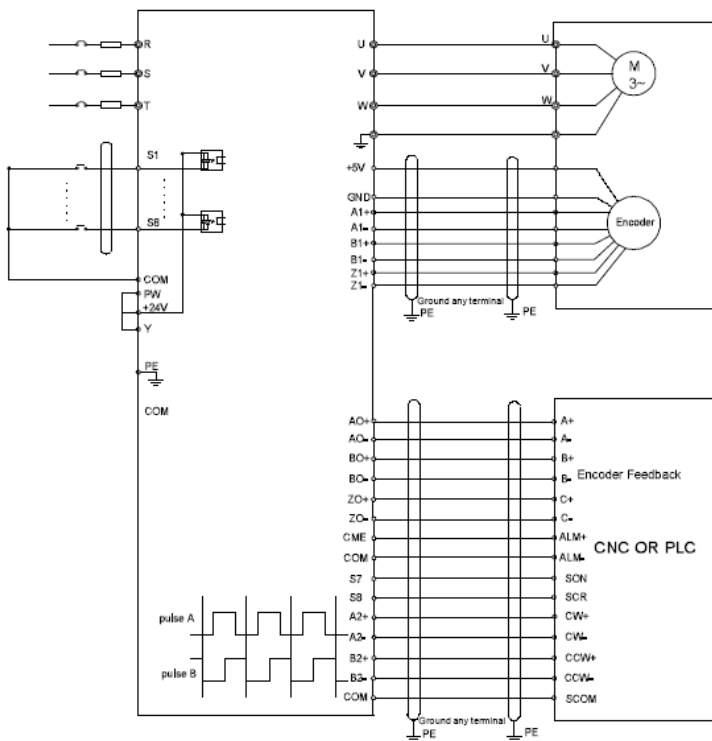 R
S
T
S1
S8
COM
PW
+24V
Y
PE
COM
pulse A
pulse B
U
V
W
+5V
GND
A1+
A1-
B1+
B1-
Z1+
Z1-
U
V
W
M
3~
Encoder
Ground any terminal
PE
PE
AO+
AO-
BO+
BO-
ZO+
ZO-
CME
COM
S7
S8
A2+
A2-
B2+
B2-
COM
A+
A-
B+
B-
C+
C-
ALM+
ALM-
SON
SCR
CW+
CW-
CCW+
CCW-
SCOM
Encoder Feedback
CNC OR PLC
Ground any terminal
PE
PE